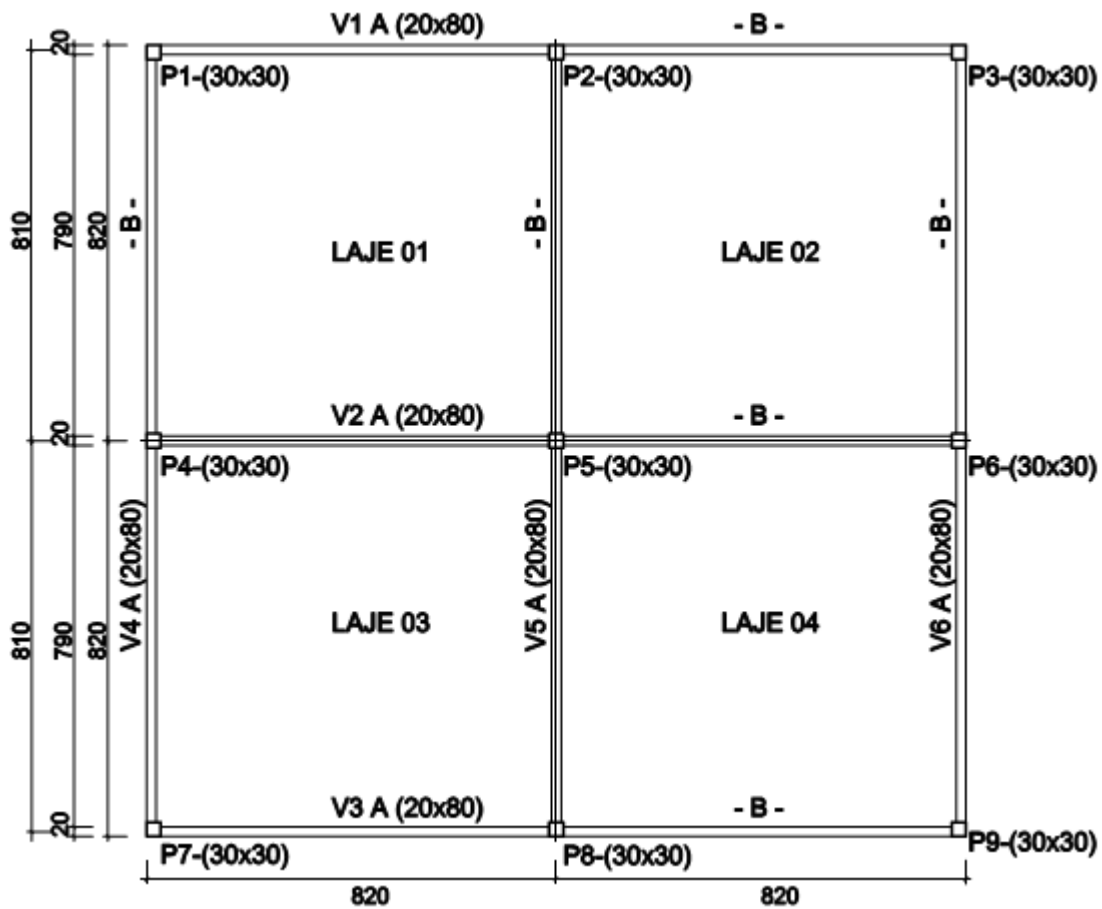 V1 A (20x80) - B -
20
P1-(30x30) P2-(30x30) P3-(30x30)
810 790 820 - B - - B - - B -
LAJE 01 LAJE 02
V2 A (20x80) - B -
20
P4-(30x30) P5-(30x30) P6-(30x30)
V4 A (20x80) V5 A (20x80) V6 A (20x80)
810 790 820 LAJE 03 LAJE 04
V3 A (20x80) - B -
20
P7-(30x30) P8-(30x30) P9-(30x30)
820 820